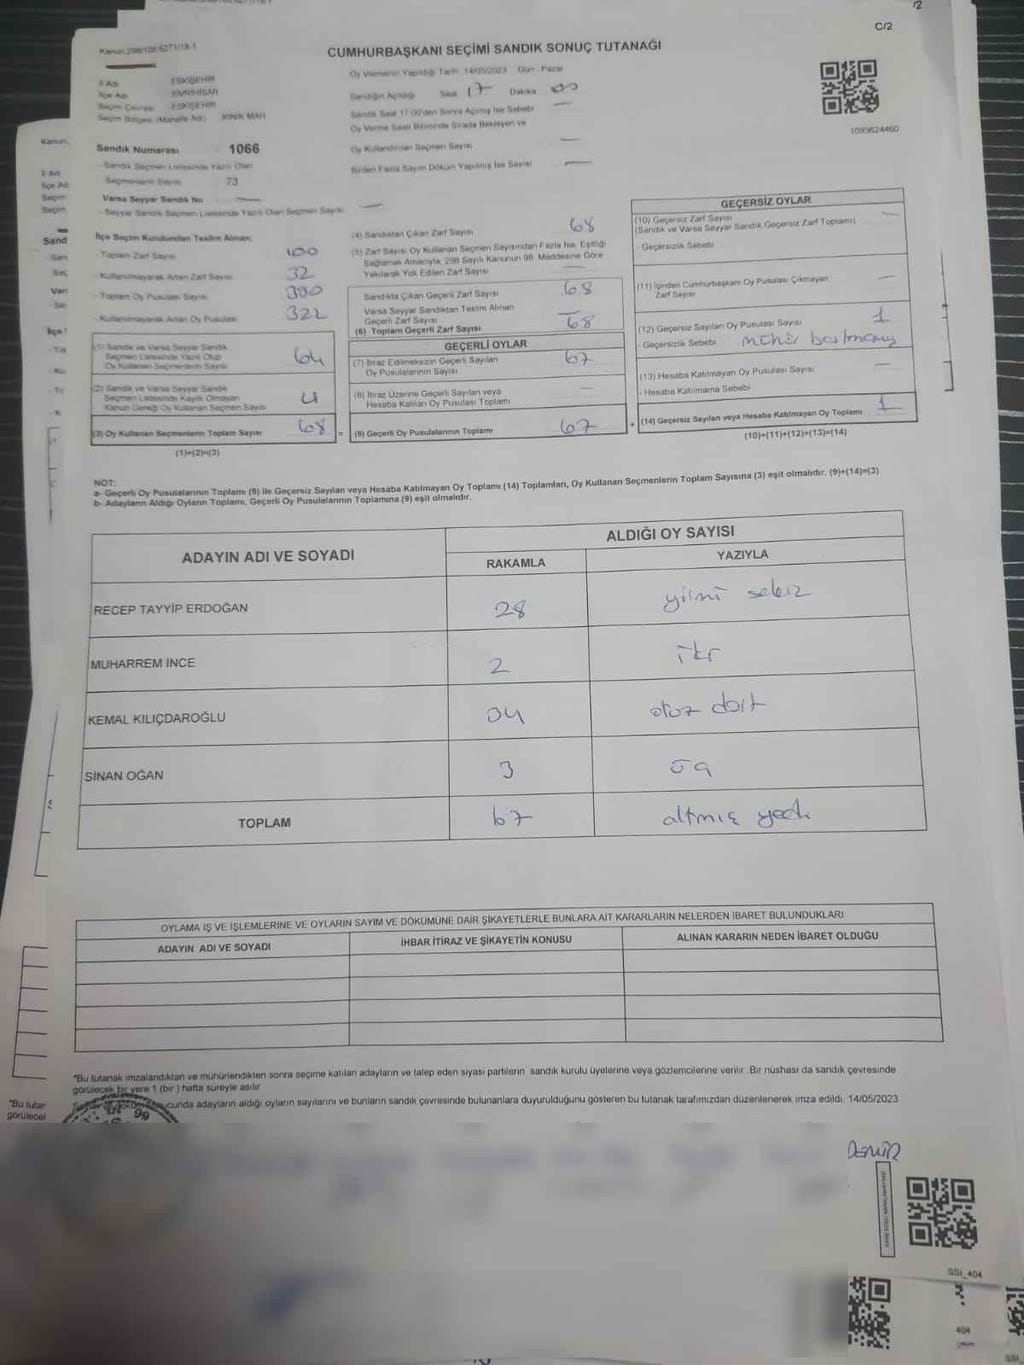 C/2
Kanun 298/105 6271/19-1
CUMHURBAŞKANI SEÇİMİ SANDIK SONUÇ TUTANAĞI
Oy Vermenin Yapıldığı Tarih 14/05/2023 Gün Pazar
İl Adı ESKİŞEHİR
İlçe Adı SİVRİHİSAR
Seçim Çevresi ESKİŞEHİR
Seçim Bölgesi (Mahalle Adı) KINIK MAH
Sandığın Açıldığı Saat 17 Dakika 00
Sandık Saat 17:00'den Sonra Açılmış İse Sebebi
Oy Verme Saati Bitiminde Sırada Bekleyen ve
Oy Kullandırılan Seçmen Sayısı
Birden Fazla Sayım Döküm Yapılmış İse Sayısı
1093624460
Sandık Numarası 1066
Sandık Seçmen Listesinde Yazılı Olan
Seçmenlerin Sayısı 73
Varsa Seyyar Sandık No
Seyyar Sandık Seçmen Listesinde Yazılı Olan Seçmen Sayısı
İlçe Seçim Kurulundan Teslim Alınan;
Toplam Zarf Sayısı 100
Kullanılmayarak Artan Zarf Sayısı 32
Toplam Oy Pusulası Sayısı 390
Kullanılmayarak Artan Oy Pusulası 322
(1) Sandık ve Varsa Seyyar Sandık
Seçmen Listesinde Yazılı Olup
Oy Kullanan Seçmenlerin Sayısı 64
(2) Sandık ve Varsa Seyyar Sandık
Seçmen Listesinde Kayıtlı Olmayan
Kanun Gereği Oy Kullanan Seçmen Sayısı 4
(3) Oy Kullanan Seçmenlerin Toplam Sayısı 68
(1)+(2)=(3)
(4) Sandıktan Çıkan Zarf Sayısı 68
(5) Zarf Sayısı Oy Kullanan Seçmen Sayısından Fazla İse, Eşitliği
Sağlamak Amacıyla, 298 Sayılı Kanunun 98. Maddesine Göre
Yakılarak Yok Edilen Zarf Sayısı
Sandıkta Çıkan Geçerli Zarf Sayısı 68
Varsa Seyyar Sandıktan Teslim Alınan
Geçerli Zarf Sayısı
(6) Toplam Geçerli Zarf Sayısı 68
GEÇERLİ OYLAR
(7) İtiraz Edilmeksizin Geçerli Sayılan
Oy Pusulalarının Sayısı 67
(8) İtiraz Üzerine Geçerli Sayılan veya
Hesaba Katılan Oy Pusulası Toplamı
(9) Geçerli Oy Pusulalarının Toplamı 67
GEÇERSİZ OYLAR
(10) Geçersiz Zarf Sayısı
(Sandık ve Varsa Seyyar Sandık Geçersiz Zarf Toplamı)
- Geçersizlik Sebebi
(11) İçinden Cumhurbaşkanı Oy Pusulası Çıkmayan
Zarf Sayısı
(12) Geçersiz Sayılan Oy Pusulası Sayısı 1
- Geçersizlik Sebebi
(13) Hesaba Katılmayan Oy Pusulası Sayısı
- Hesaba Katılmama Sebebi
(14) Geçersiz Sayılan veya Hesaba Katılmayan Oy Toplamı 1
(10)+(11)+(12)+(13)=(14)
NOT:
a- Geçerli Oy Pusulalarının Toplamı (9) ile Geçersiz Sayılan veya Hesaba Katılmayan Oy Toplamı (14) Toplamları, Oy Kullanan Seçmenlerin Toplam Sayısına (3) eşit olmalıdır. (9)+(14)=(3)
b- Adayların Aldığı Oyların Toplamı, Geçerli Oy Pusulalarının Toplamına (9) eşit olmalıdır.
ADAYIN ADI VE SOYADI
ALDIĞI OY SAYISI
RAKAMLA YAZIYLA
RECEP TAYYİP ERDOĞAN 28 yirmi sekiz
MUHARREM İNCE 2 iki
KEMAL KILIÇDAROĞLU 34 otuz dört
SİNAN OĞAN 3 üç
TOPLAM 67 altmış yedi
OYLAMA İŞ VE İŞLEMLERİNE VE OYLARIN SAYIM VE DÖKÜMÜNE DAİR ŞİKAYETLERLE BUNLARA AİT KARARLARIN NELERDEN İBARET BULUNDUKLARI
ADAYIN ADI VE SOYADI İHBAR İTİRAZ VE ŞİKAYETİN KONUSU ALINAN KARARIN NEDEN İBARET OLDUĞU
*Bu tutanak imzalandıktan ve mühürlendikten sonra seçime katılan adayların ve talep eden siyasi partilerin sandık kurulu üyelerine veya gözlemcilerine verilir. Bir nüshası da sandık çevresinde
görülecek bir yere 1 (bir) hafta süreyle asılır
ucunda adayların aldığı oyların sayılarını ve bunların sandık çevresinde bulunanlara duyurulduğunu gösteren bu tutanak tarafımızdan düzenlenerek imza edildi. 14/05/2023
DEMİR
SSI_404
404